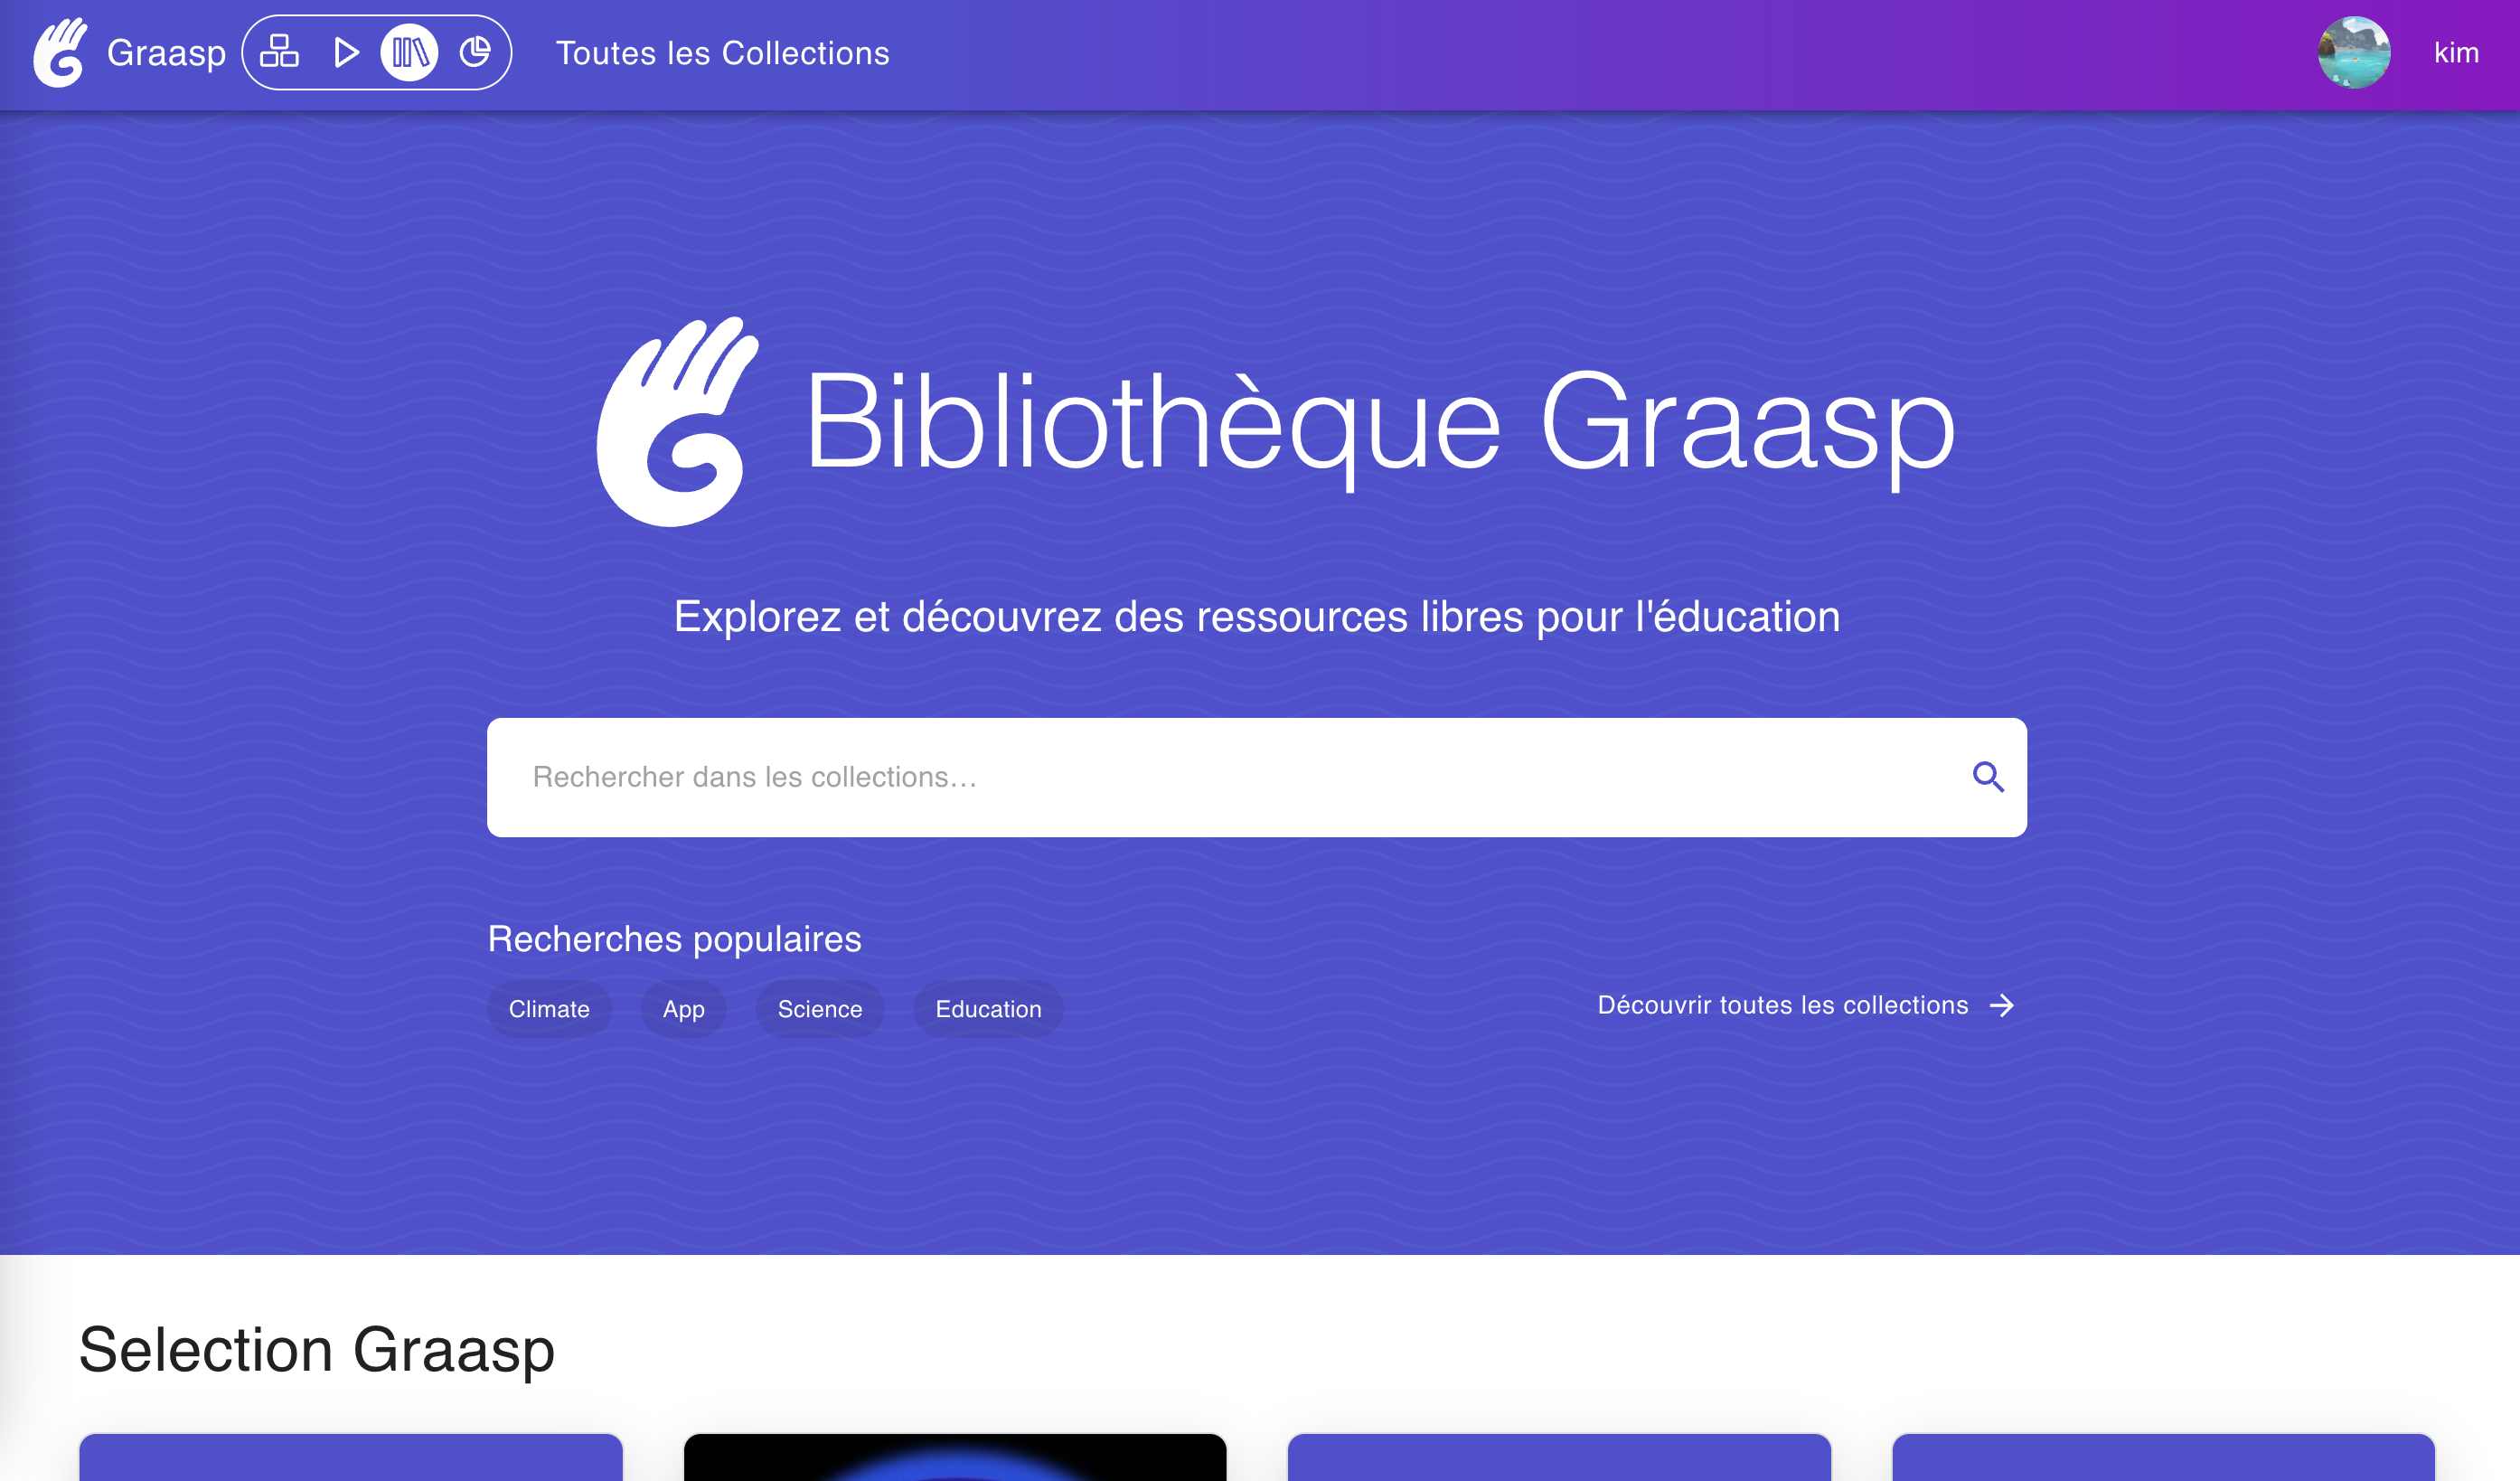 Graasp
Toutes les Collections
kim
Bibliothèque Graasp
Explorez et découvrez des ressources libres pour l'éducation
Rechercher dans les collections…
Recherches populaires
Climate
App
Science
Education
Découvrir toutes les collections
Selection Graasp